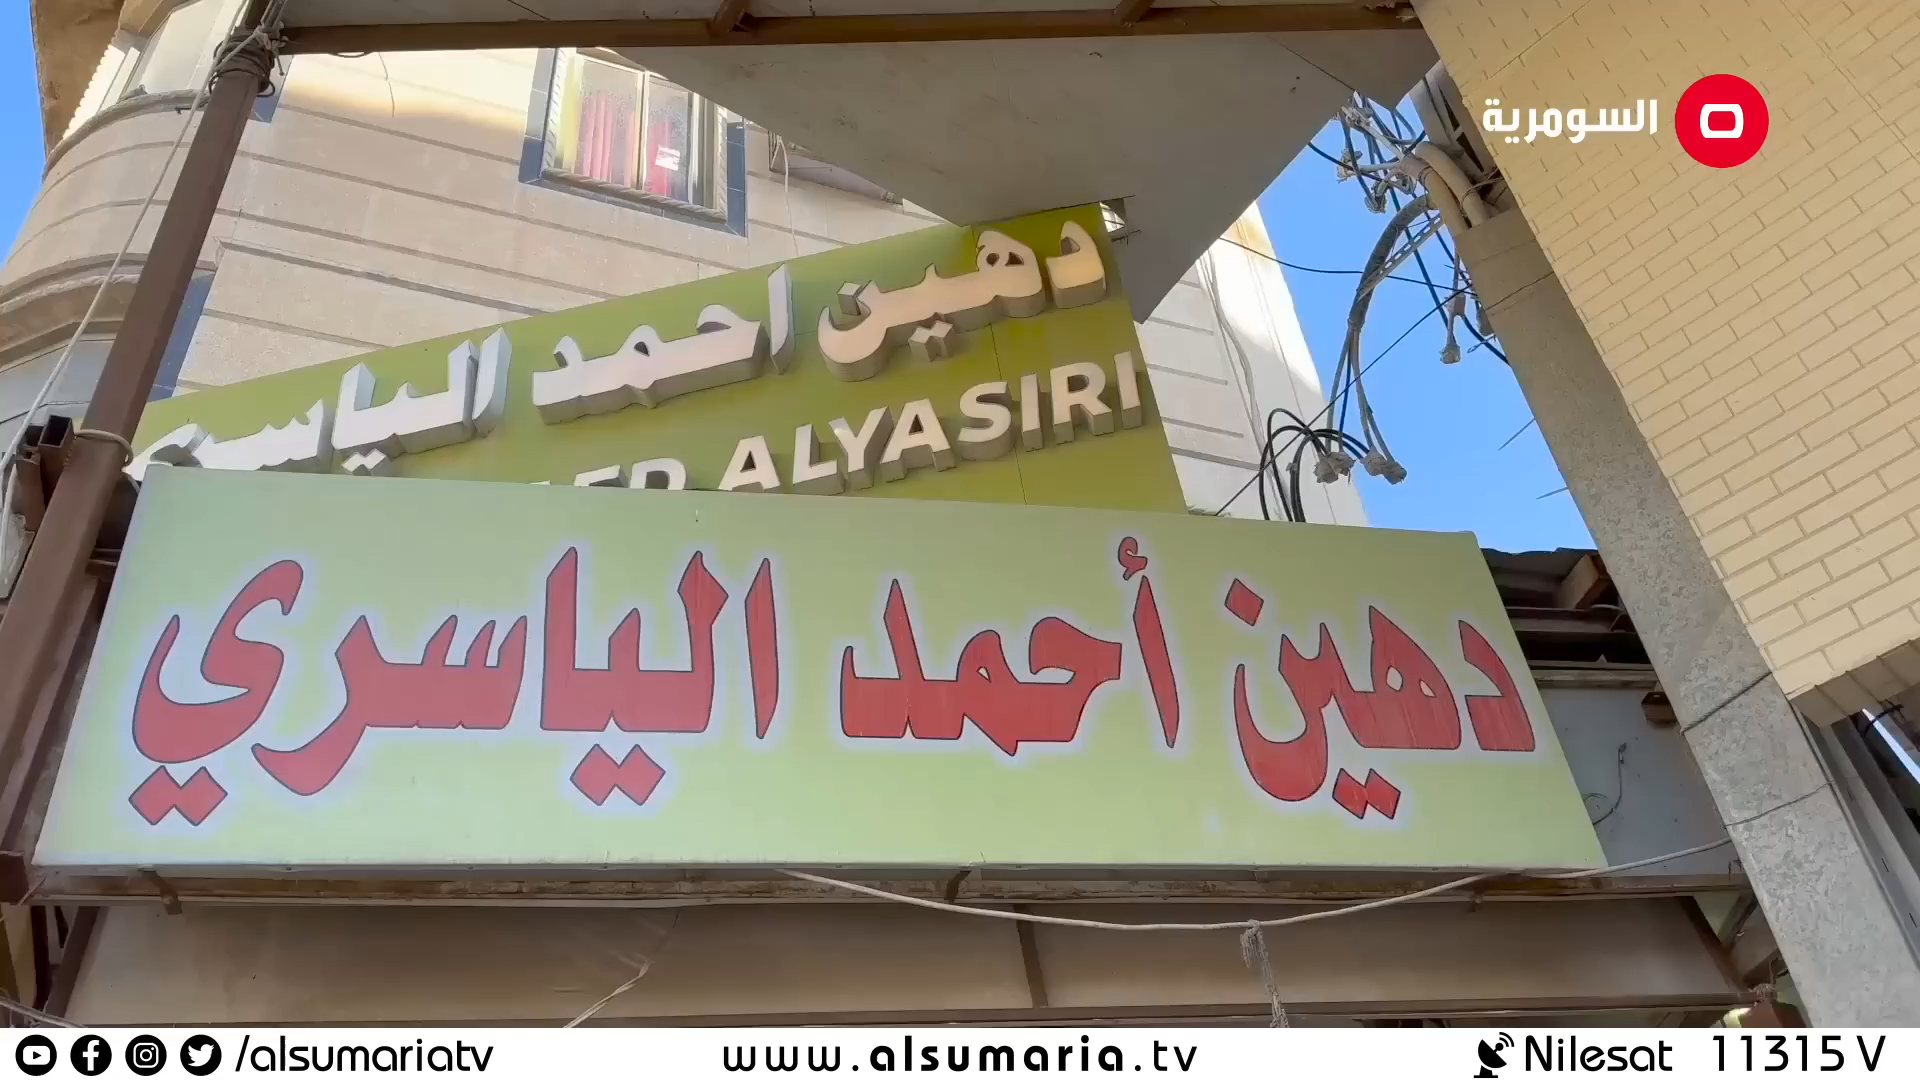 السومرية
دهين احمد الياسري
ALYASIRI
دهين أحمد الياسري
/alsumariatv
www.alsumaria.tv
Nilesat 11315 V